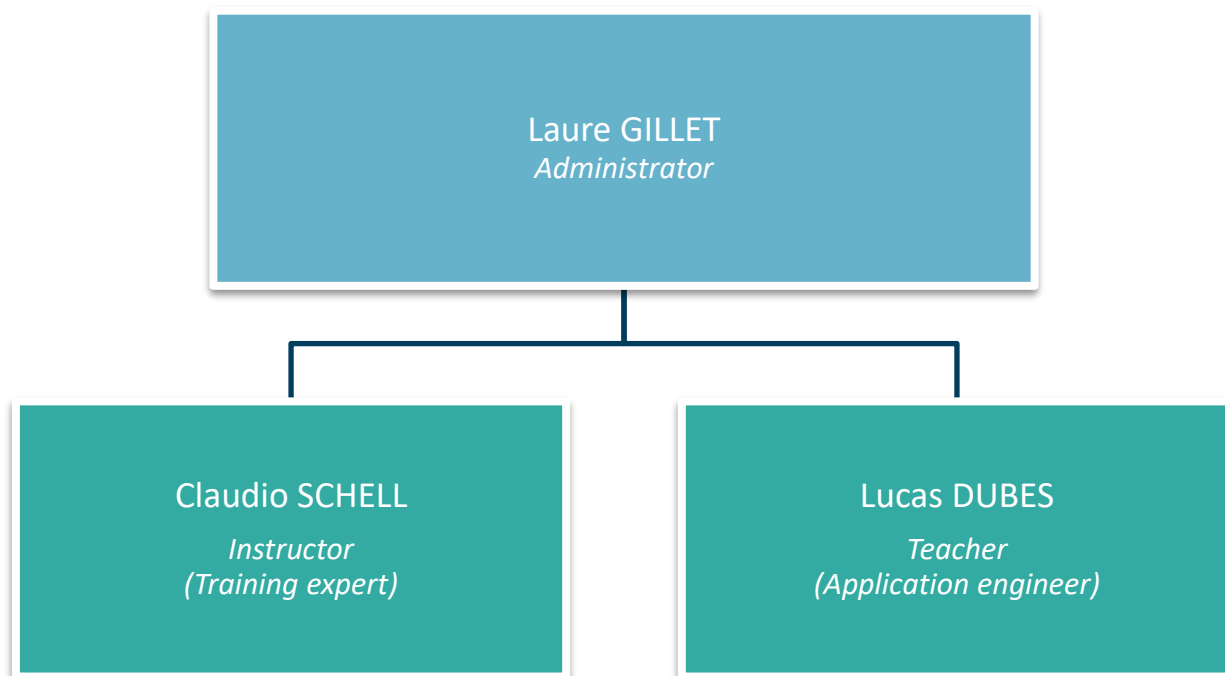 Laure GILLET
Administrator
Claudio SCHELL
Instructor
(Training expert)
Lucas DUBES
Teacher
(Application engineer)